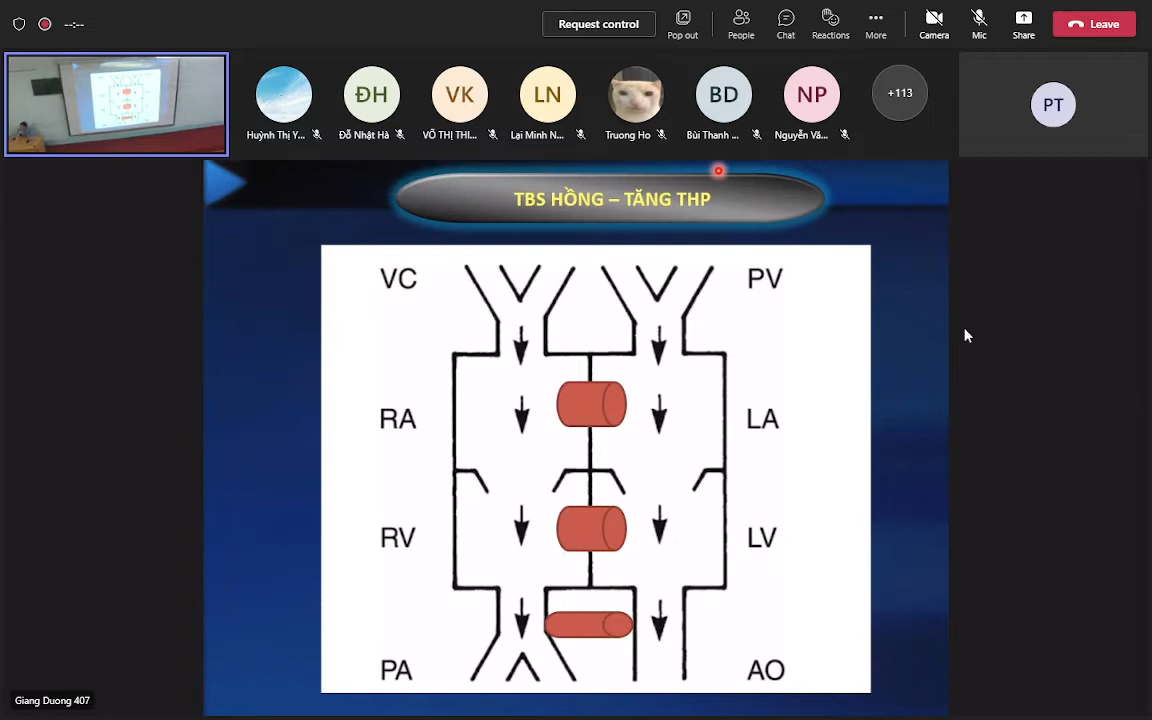 --:--
Request control
Pop out
People
Chat
Reactions
More
Camera
Mic
Share
Leave
ĐH
VK
LN
BD
NP
+113
PT
Huỳnh Thị Y...
Đỗ Nhật Hà
VÕ THỊ THI...
Lại Minh N...
Truong Ho
Bùi Thanh ...
Nguyễn Vă...
TBS HỒNG – TĂNG THP
VC
PV
RA
LA
RV
LV
PA
AO
Giang Duong 407